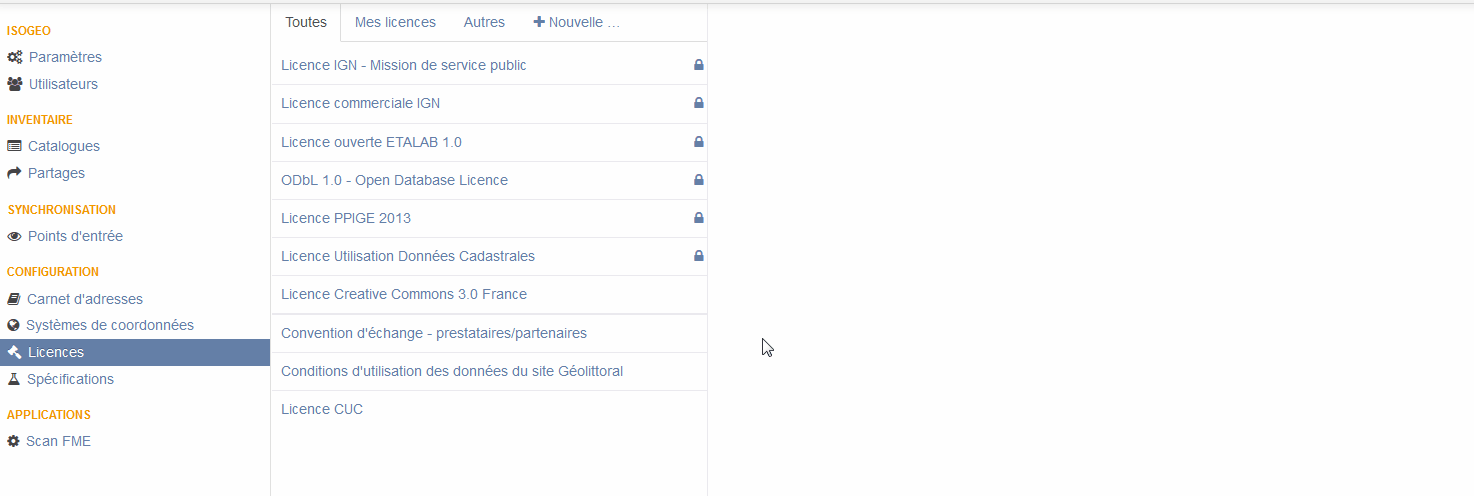 ISOGEO
Paramètres
Utilisateurs
INVENTAIRE
Catalogues
Partages
SYNCHRONISATION
Points d'entrée
CONFIGURATION
Carnet d'adresses
Systèmes de coordonnées
Licences
Spécifications
APPLICATIONS
Scan FME
Toutes Mes licences Autres Nouvelle ...
Licence IGN - Mission de service public
Licence commerciale IGN
Licence ouverte ETALAB 1.0
ODbL 1.0 - Open Database Licence
Licence PPIGE 2013
Licence Utilisation Données Cadastrales
Licence Creative Commons 3.0 France
Convention d'échange - prestataires/partenaires
Conditions d'utilisation des données du site Géolittoral
Licence CUC